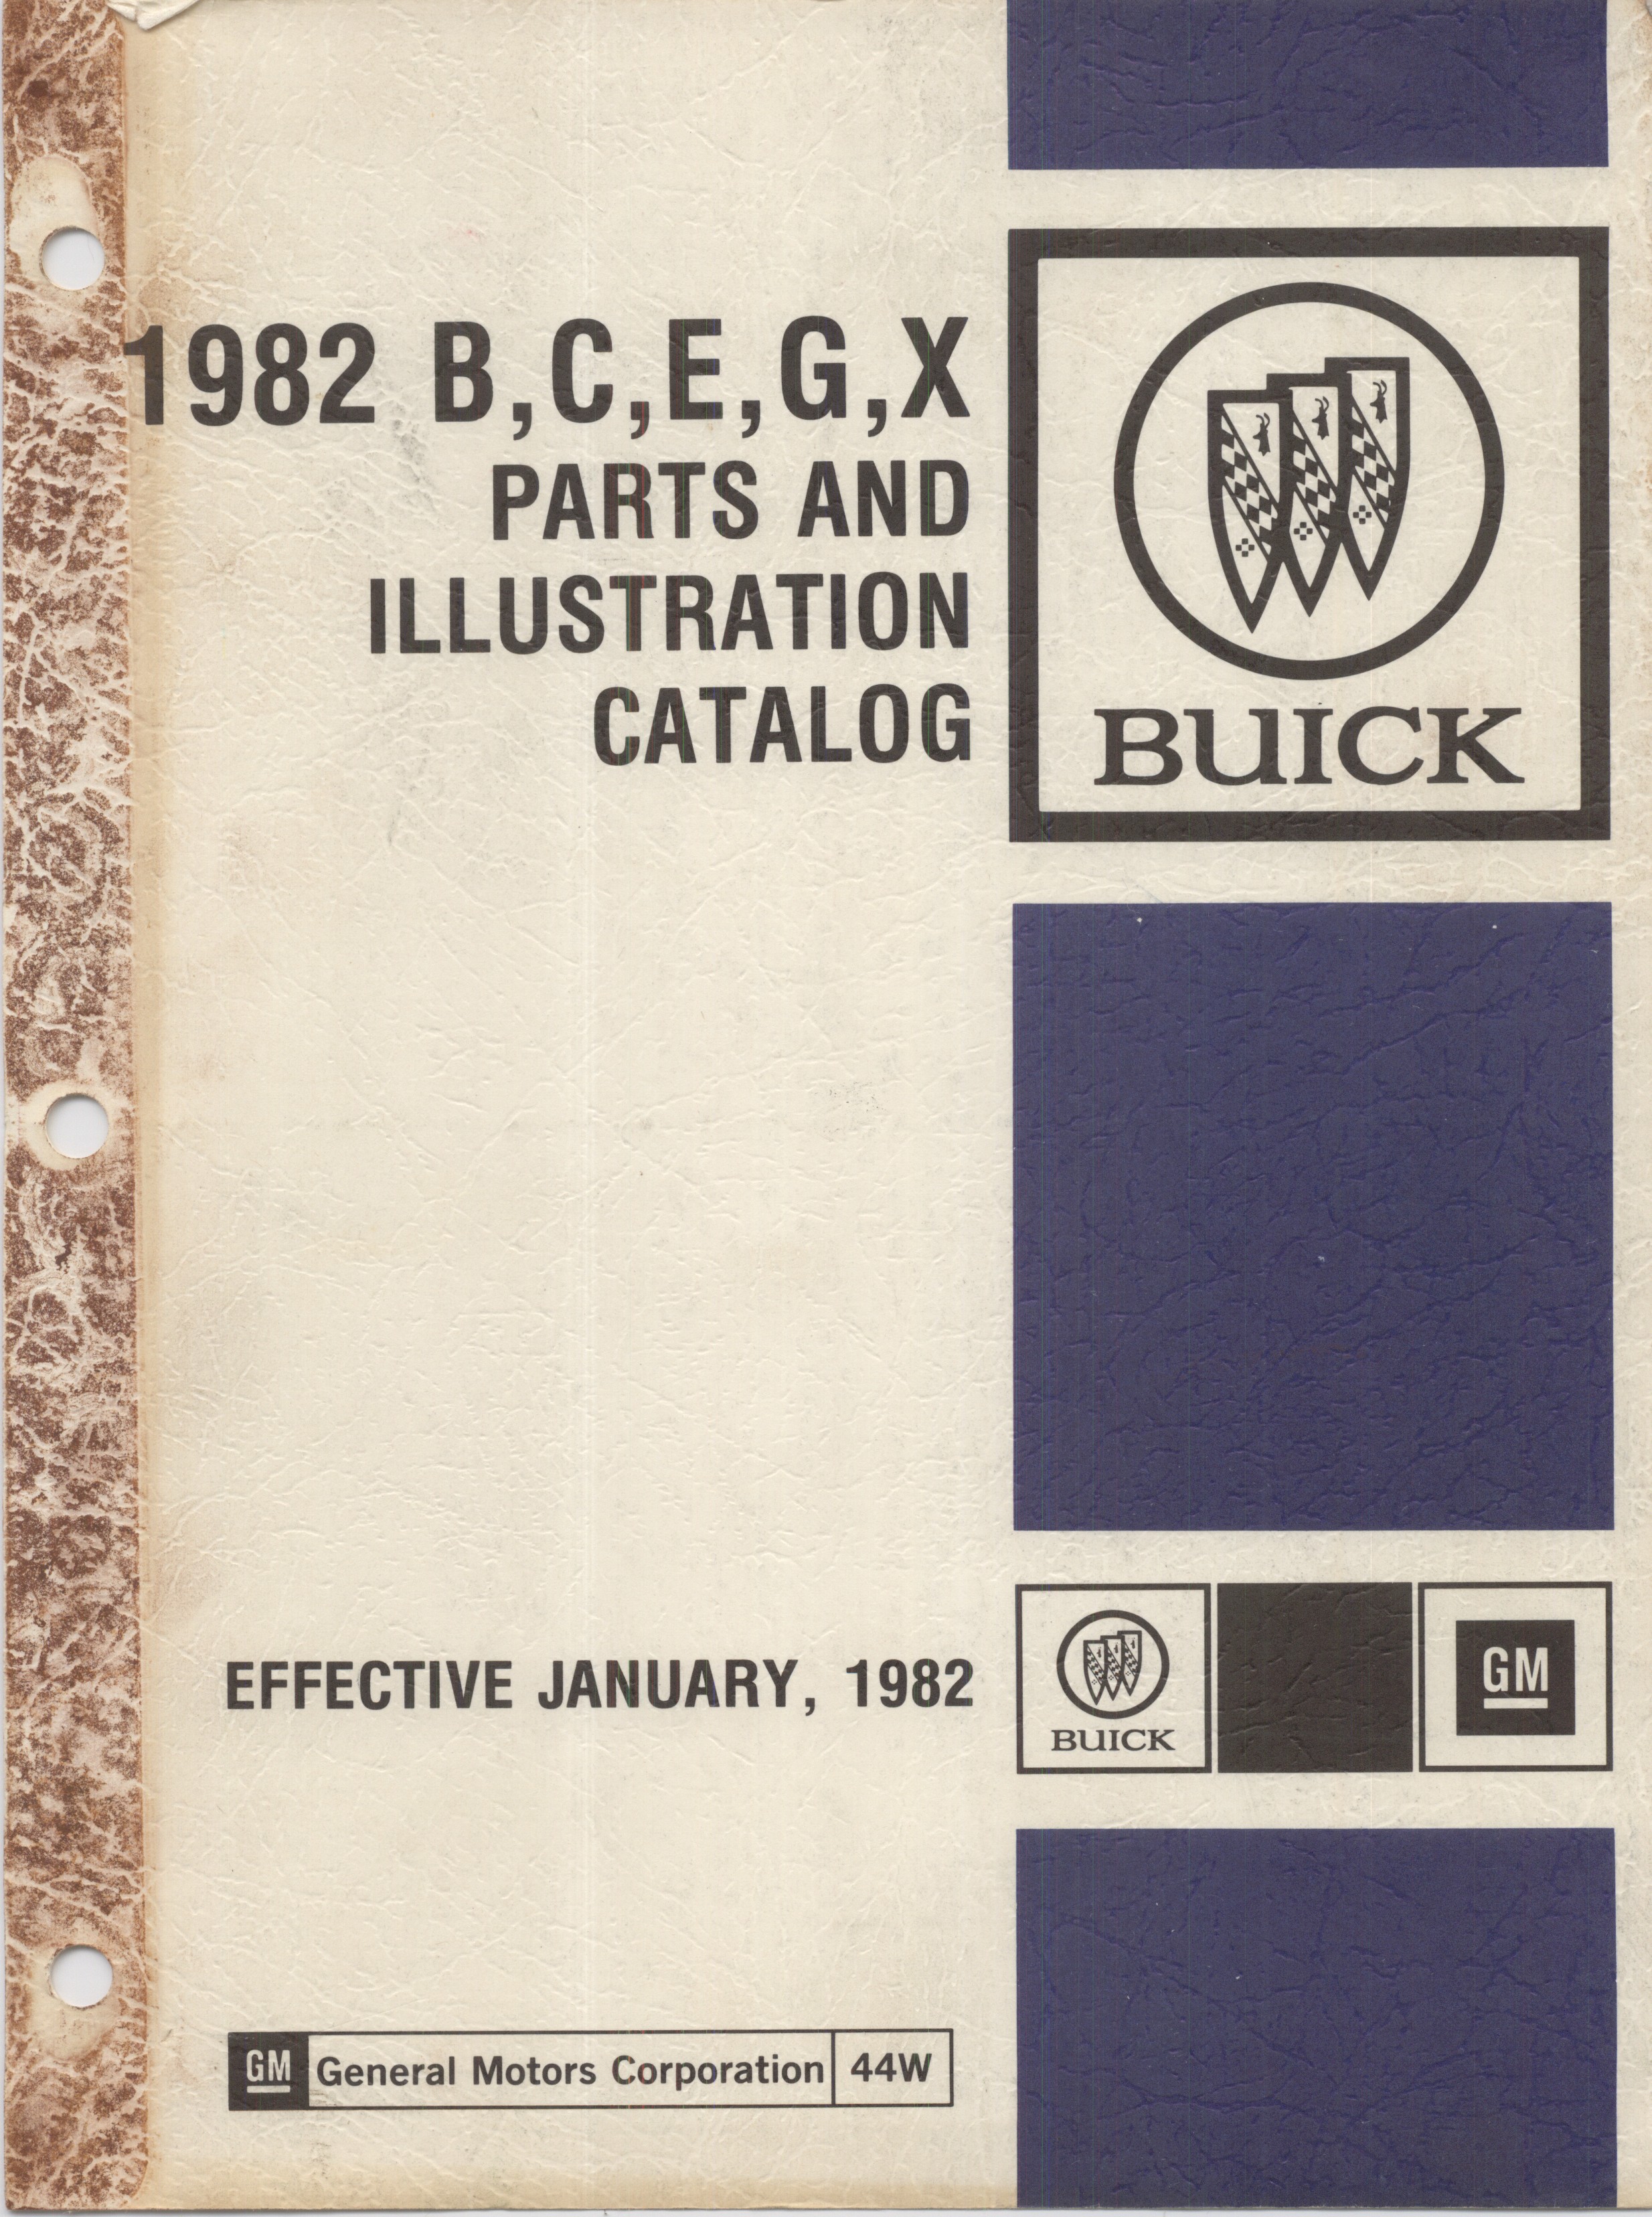 1982 B,C,E,G,X
PARTS AND
ILLUSTRATION
CATALOG
BUICK
EFFECTIVE JANUARY, 1982
BUICK
GM
GM General Motors Corporation 44W